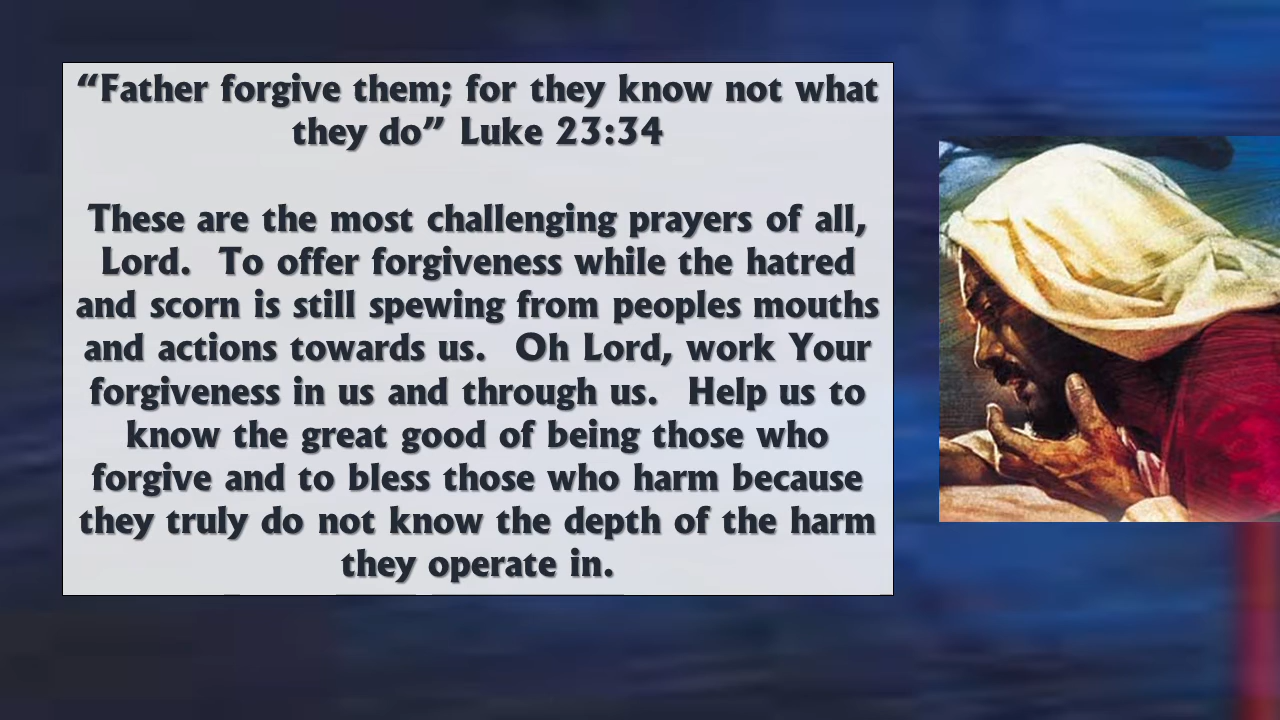 “Father forgive them; for they know not what
they do” Luke 23:34
These are the most challenging prayers of all,
Lord.  To offer forgiveness while the hatred
and scorn is still spewing from peoples mouths
and actions towards us.  Oh Lord, work Your
forgiveness in us and through us.  Help us to
know the great good of being those who
forgive and to bless those who harm because
they truly do not know the depth of the harm
they operate in.